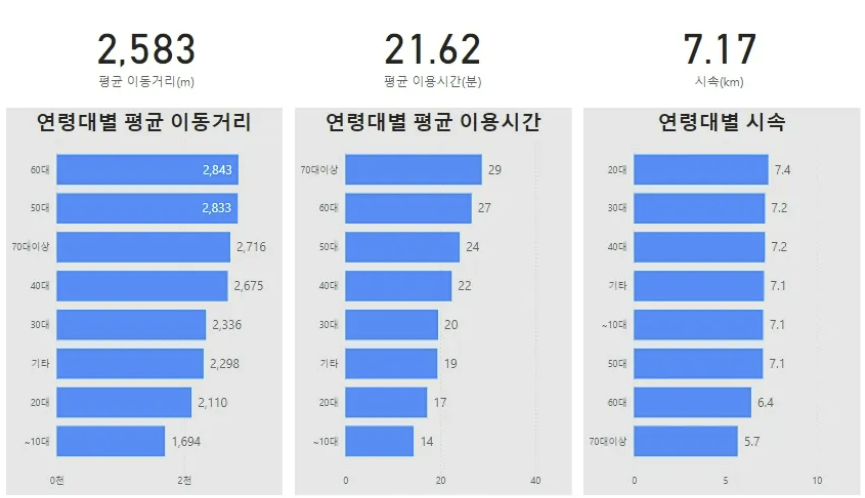 2,583
평균 이동거리(m)
21.62
평균 이용시간(분)
7.17
시속(km)
연령대별 평균 이동거리
60대 2,843
50대 2,833
70대이상 2,716
40대 2,675
30대 2,336
기타 2,298
20대 2,110
~10대 1,694
0천 2천
연령대별 평균 이용시간
70대이상 29
60대 27
50대 24
40대 22
30대 20
기타 19
20대 17
~10대 14
0 20 40
연령대별 시속
20대 7.4
30대 7.2
40대 7.2
기타 7.1
~10대 7.1
50대 7.1
60대 6.4
70대이상 5.7
0 5 10